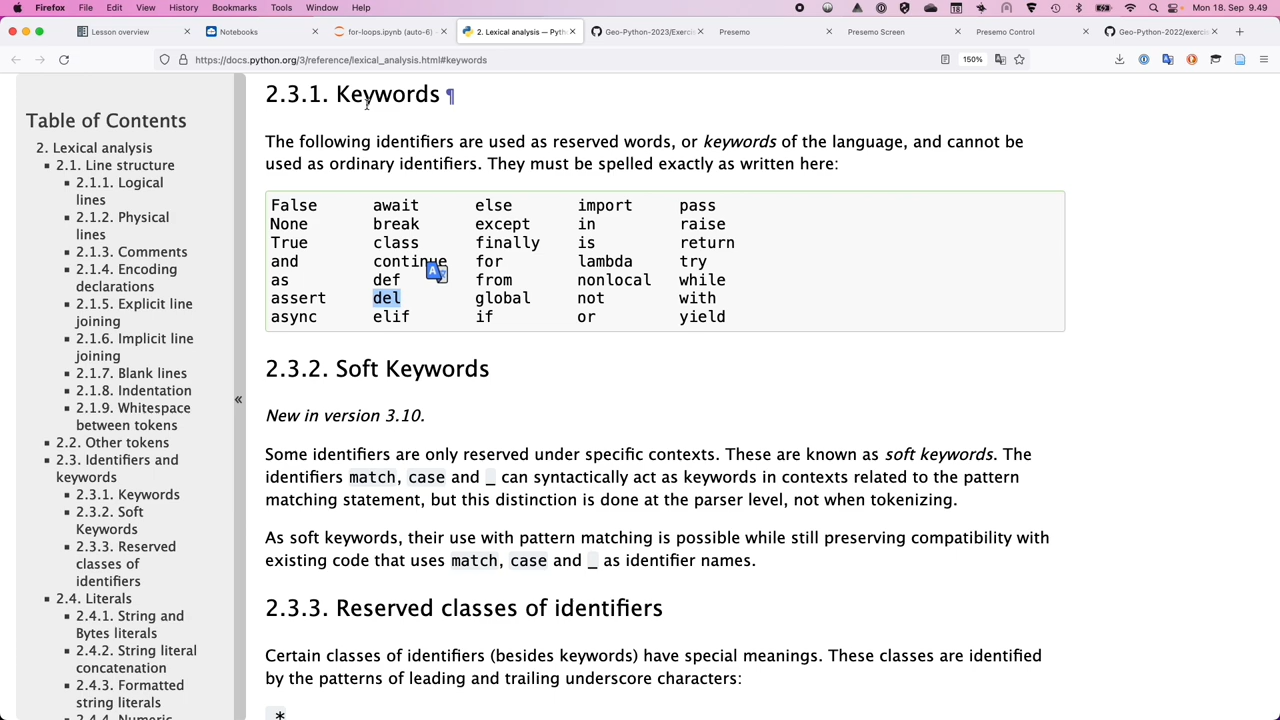 Firefox File Edit View History Bookmarks Tools Window Help Mon 18. Sep 9.49
Lesson overview × Notebooks × for-loops.ipynb (auto-6) × 2. Lexical analysis — Pyth × Geo-Python-2023/Exercis × Presemo × Presemo Screen × Presemo Control × Geo-Python-2022/exercis ×
https://docs.python.org/3/reference/lexical_analysis.html#keywords 150%
Table of Contents
2. Lexical analysis
2.1. Line structure
2.1.1. Logical
lines
2.1.2. Physical
lines
2.1.3. Comments
2.1.4. Encoding
declarations
2.1.5. Explicit line
joining
2.1.6. Implicit line
joining
2.1.7. Blank lines
2.1.8. Indentation
2.1.9. Whitespace
between tokens
2.2. Other tokens
2.3. Identifiers and
keywords
2.3.1. Keywords
2.3.2. Soft
Keywords
2.3.3. Reserved
classes of
identifiers
2.4. Literals
2.4.1. String and
Bytes literals
2.4.2. String literal
concatenation
2.4.3. Formatted
string literals
2.4.4. Numeric
«
2.3.1. Keywords ¶
The following identifiers are used as reserved words, or keywords of the language, and cannot be
used as ordinary identifiers. They must be spelled exactly as written here:
False await else import pass
None break except in raise
True class finally is return
and continue for lambda try
as def from nonlocal while
assert del global not with
async elif if or yield
2.3.2. Soft Keywords
New in version 3.10.
Some identifiers are only reserved under specific contexts. These are known as soft keywords. The
identifiers match, case and _ can syntactically act as keywords in contexts related to the pattern
matching statement, but this distinction is done at the parser level, not when tokenizing.
As soft keywords, their use with pattern matching is possible while still preserving compatibility with
existing code that uses match, case and _ as identifier names.
2.3.3. Reserved classes of identifiers
Certain classes of identifiers (besides keywords) have special meanings. These classes are identified
by the patterns of leading and trailing underscore characters:
*